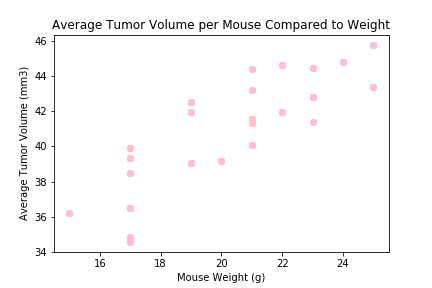 Average Tumor Volume per Mouse Compared to Weight
46
44
42
40
38
36
34
Average Tumor Volume (mm3)
16 18 20 22 24
Mouse Weight (g)